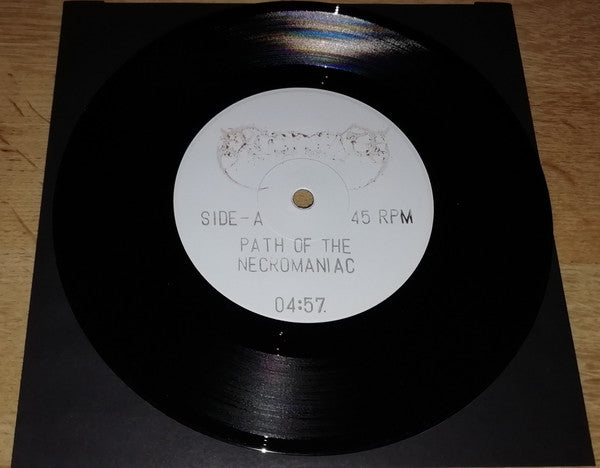 SIDE-A 45 RPM
PATH OF THE
NECROMANIAC
04:57.